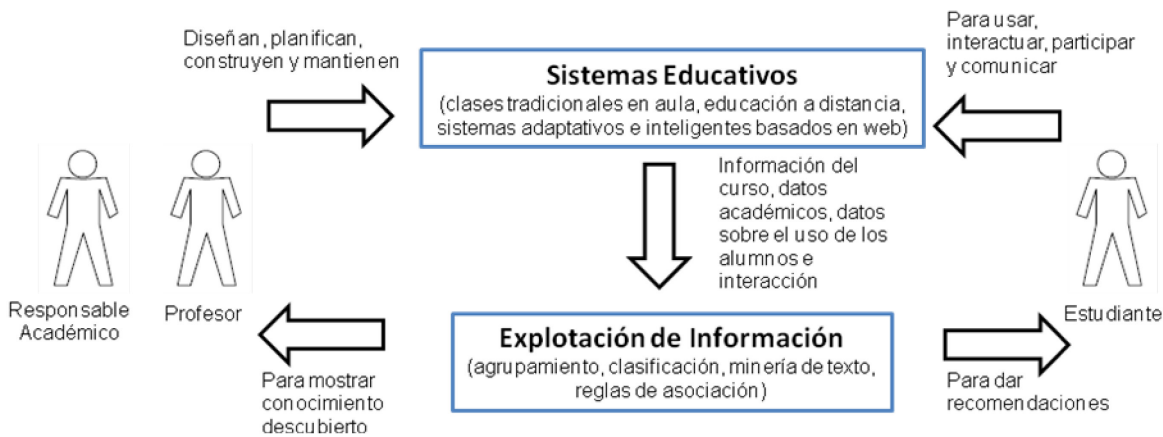 Diseñan, planifican,
construyen y mantienen
Sistemas Educativos
(clases tradicionales en aula, educación a distancia,
sistemas adaptativos e inteligentes basados en web)
Para usar,
interactuar, participar
y comunicar
Información del
curso, datos
académicos, datos
sobre el uso de los
alumnos e
interacción
Responsable
Académico
Profesor
Estudiante
Explotación de Información
(agrupamiento, clasificación, minería de texto,
reglas de asociación)
Para mostrar
conocimiento
descubierto
Para dar
recomendaciones